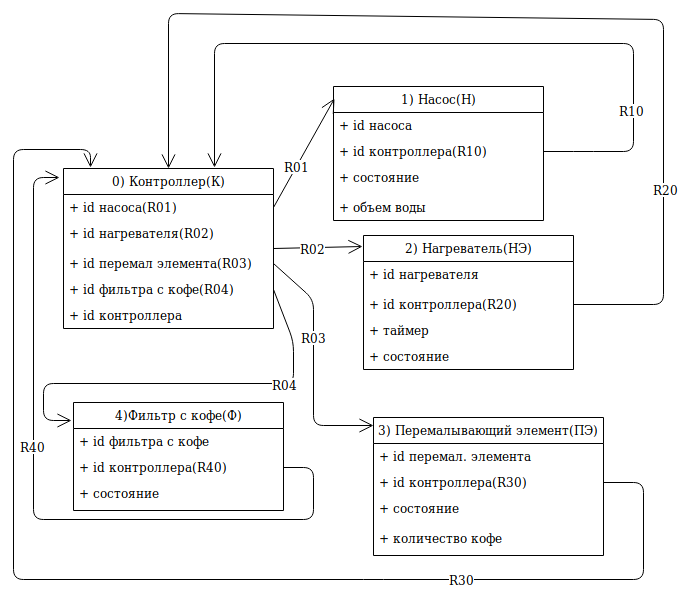 R10
1) Насос(Н)
+ id насоса
+ id контроллера(R10)
+ состояние
+ объем воды
R01
R20
0) Контроллер(К)
+ id насоса(R01)
+ id нагревателя(R02)
+ id перемал элемента(R03)
+ id фильтра с кофе(R04)
+ id контроллера
R02
2) Нагреватель(НЭ)
+ id нагревателя
+ id контроллера(R20)
+ таймер
+ состояние
R03
R04
4)Фильтр с кофе(Ф)
+ id фильтра с кофе
+ id контроллера(R40)
+ состояние
R40
3) Перемалывающий элемент(ПЭ)
+ id перемал. элемента
+ id контроллера(R30)
+ состояние
+ количество кофе
R30